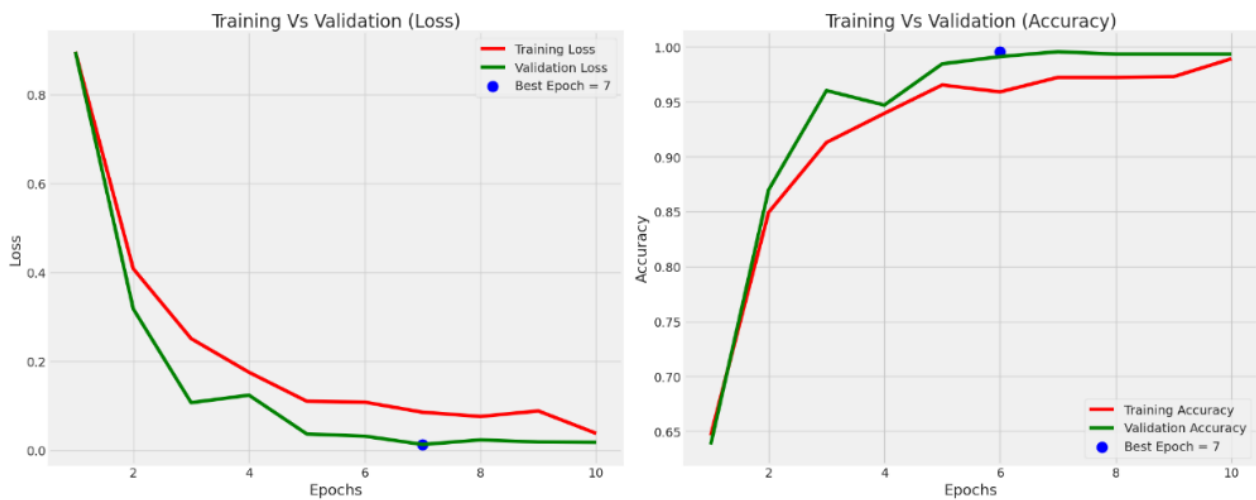 Training Vs Validation (Loss)
Training Loss
Validation Loss
Best Epoch = 7
0.8
0.6
0.4
0.2
0.0
Loss
2 4 6 8 10
Epochs
Training Vs Validation (Accuracy)
1.00
0.95
0.90
0.85
0.80
0.75
0.70
0.65
Accuracy
Training Accuracy
Validation Accuracy
Best Epoch = 7
2 4 6 8 10
Epochs